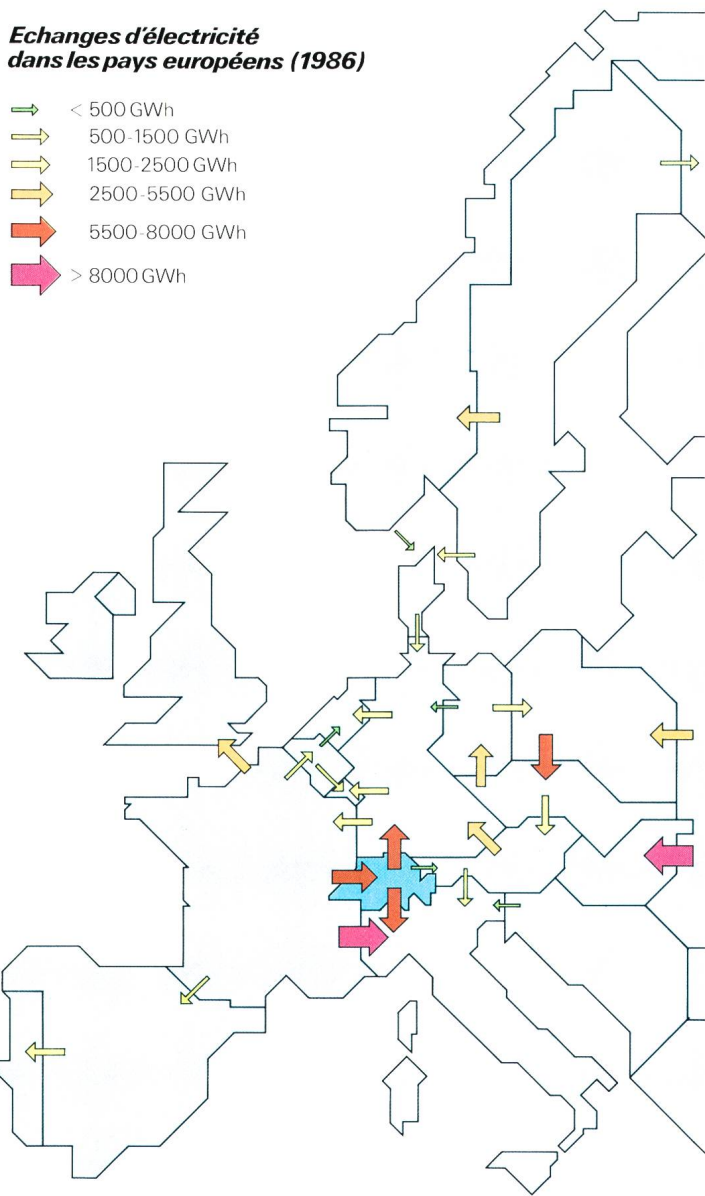 Echanges d'électricité
dans les pays européens (1986)
< 500 GWh
500-1500 GWh
1500-2500 GWh
2500-5500 GWh
5500-8000 GWh
> 8000 GWh